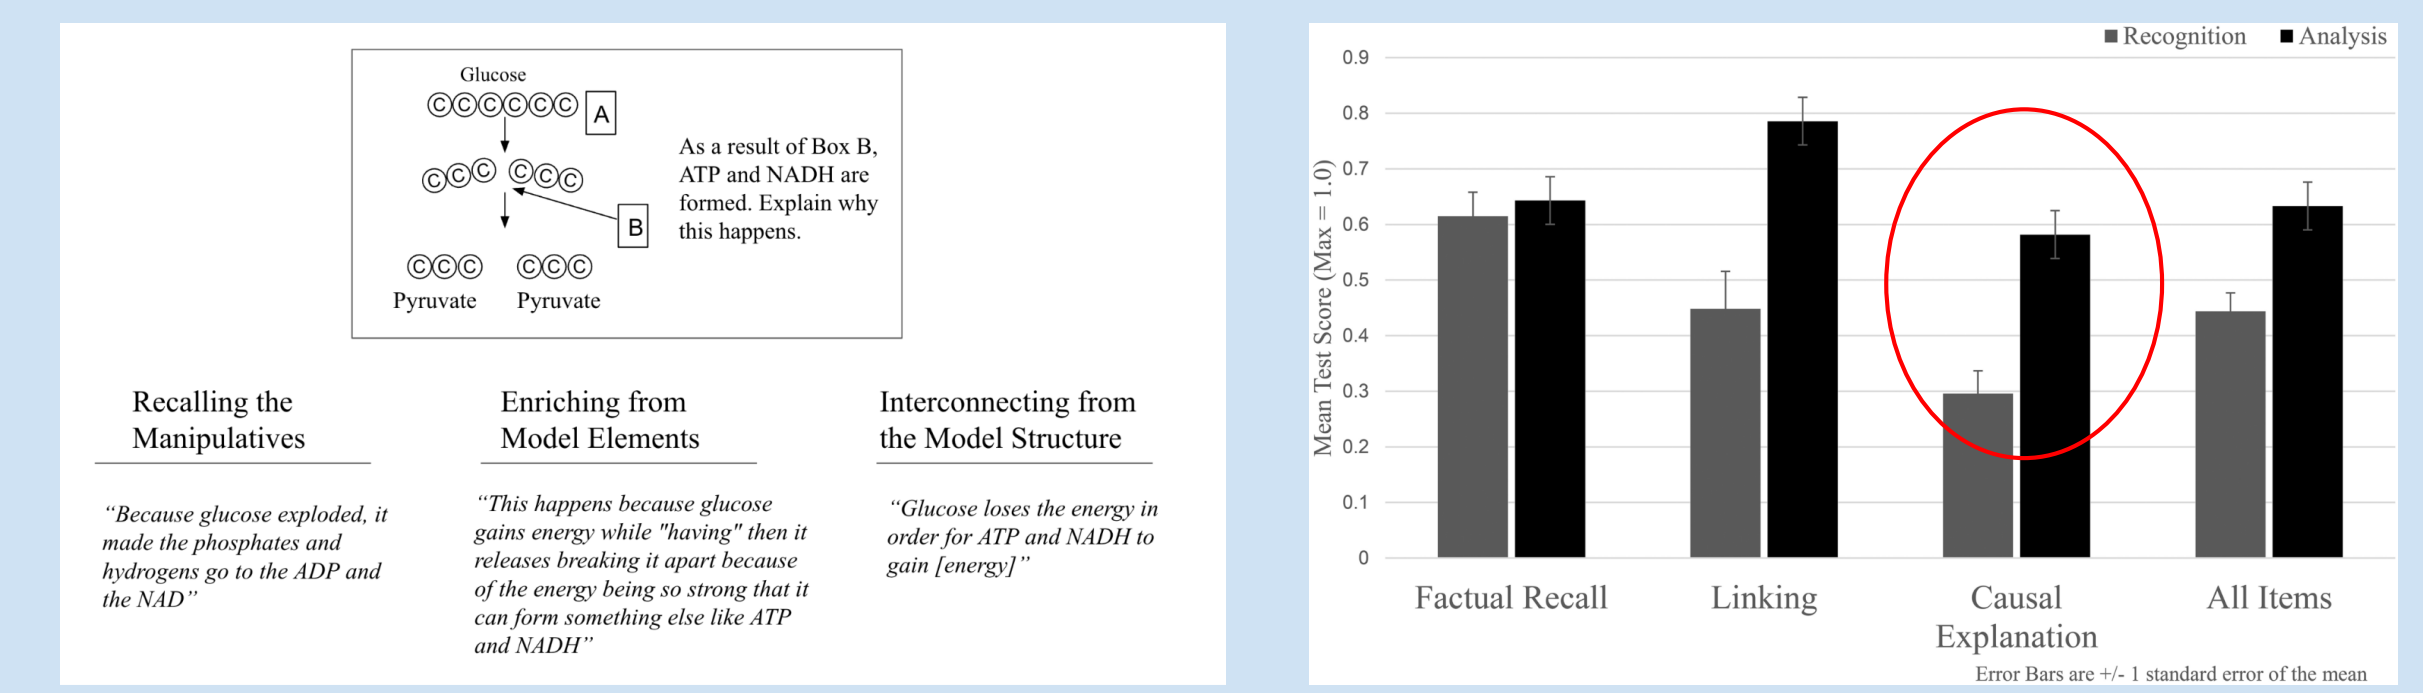 Glucose
CCCCCC
A
CCC CCC
B
CCC CCC
Pyruvate Pyruvate
As a result of Box B,
ATP and NADH are
formed. Explain why
this happens.
Recalling the
Manipulatives
“Because glucose exploded, it
made the phosphates and
hydrogens go to the ADP and
the NAD”
Enriching from
Model Elements
“This happens because glucose
gains energy while "having" then it
releases breaking it apart because
of the energy being so strong that it
can form something else like ATP
and NADH”
Interconnecting from
the Model Structure
“Glucose loses the energy in
order for ATP and NADH to
gain [energy]”
Recognition Analysis
Mean Test Score (Max = 1.0)
0.9
0.8
0.7
0.6
0.5
0.4
0.3
0.2
0.1
0
Factual Recall
Linking
Causal
Explanation
All Items
Error Bars are +/- 1 standard error of the mean